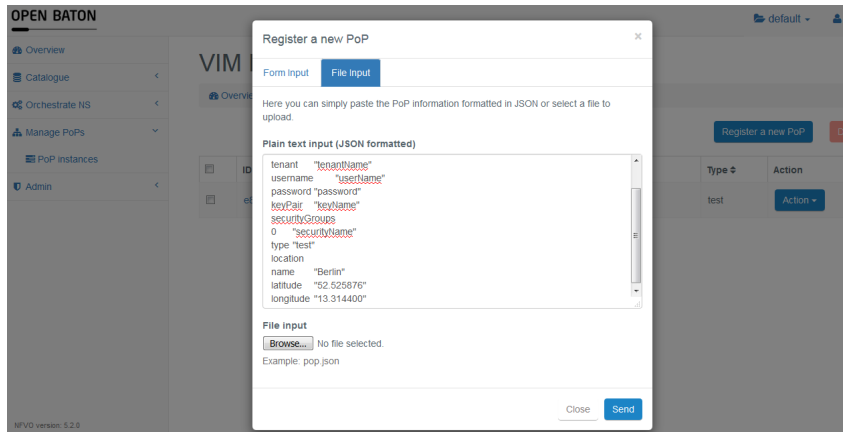 OPEN BATON
default
Overview
Catalogue
Orchestrate NS
Manage PoPs
PoP instances
Admin
NFVO version: 5.2.0
VIM
Overvie
Register a new PoP
ID
Type
Action
test
Action
Register a new PoP
×
Form Input
File Input
Here you can simply paste the PoP information formatted in JSON or select a file to
upload.
Plain text input (JSON formatted)
tenant "tenantName"
username "userName"
password "password"
keyPair "keyName"
securityGroups
0 "securityName"
type "test"
location
name "Berlin"
latitude "52.525876"
longitude "13.314400"
File input
Browse... No file selected.
Example: pop.json
Close Send